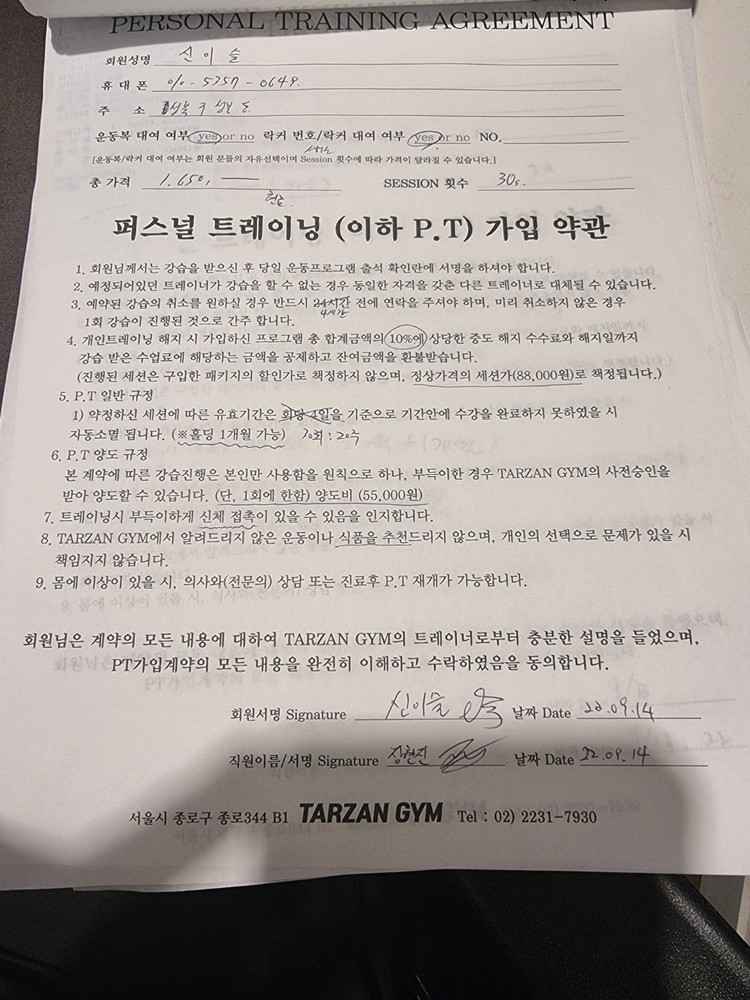 PERSONAL TRAINING AGREEMENT
회원성명 신이슬
휴 대 폰 010-5257-0649.
주 소 성북구
운동복 대여 여부 yes or no 락커 번호/락커 대여 여부 yes or no NO.
[운동복/락커 대여 여부는 회원 분들의 자유선택이며 Session 횟수에 따라 가격이 달라질 수 있습니다.]
총 가격 1.650, SESSION 횟수 30s.
현금
퍼스널 트레이닝 (이하 P.T) 가입 약관
1. 회원님께서는 강습을 받으신 후 당일 운동프로그램 출석 확인란에 서명을 하셔야 합니다.
2. 예정되어있던 트레이너가 강습을 할 수 없는 경우 동일한 자격을 갖춘 다른 트레이너로 대체될 수 있습니다.
3. 예약된 강습의 취소를 원하실 경우 반드시 24시간 전에 연락을 주셔야 하며, 미리 취소하지 않은 경우
4시간
1회 강습이 진행된 것으로 간주 합니다.
4. 개인트레이닝 해지 시 가입하신 프로그램 총 합계금액의 10%에 상당한 중도 해지 수수료와 해지일까지
강습 받은 수업료에 해당하는 금액을 공제하고 잔여금액을 환불받습니다.
(진행된 세션은 구입한 패키지의 할인가로 책정하지 않으며, 정상가격의 세션가(88,000원)로 책정됩니다.)
5. P.T 일반 규정
1) 약정하신 세션에 따른 유효기간은 회당 4일을 기준으로 기간안에 수강을 완료하지 못하였을 시
자동소멸 됩니다. (※홀딩 1개월 가능) 30회 : 20주
6. P.T 양도 규정
본 계약에 따른 강습진행은 본인만 사용함을 원칙으로 하나, 부득이한 경우 TARZAN GYM의 사전승인을
받아 양도할 수 있습니다. (단, 1회에 한함) 양도비 (55,000원)
7. 트레이닝시 부득이하게 신체 접촉이 있을 수 있음을 인지합니다.
8. TARZAN GYM에서 알려드리지 않은 운동이나 식품을 추천드리지 않으며, 개인의 선택으로 문제가 있을 시
책임지지 않습니다.
9. 몸에 이상이 있을 시, 의사와(전문의) 상담 또는 진료후 P.T 재개가 가능합니다.
회원님은 계약의 모든 내용에 대하여 TARZAN GYM의 트레이너로부터 충분한 설명을 들었으며,
PT가입계약의 모든 내용을 완전히 이해하고 수락하였음을 동의합니다.
회원서명 Signature 신이슬 날짜 Date 22.09.14
직원이름/서명 Signature 장현진 날짜 Date 22.09.14
서울시 종로구 종로344 B1 TARZAN GYM Tel : 02) 2231-7930